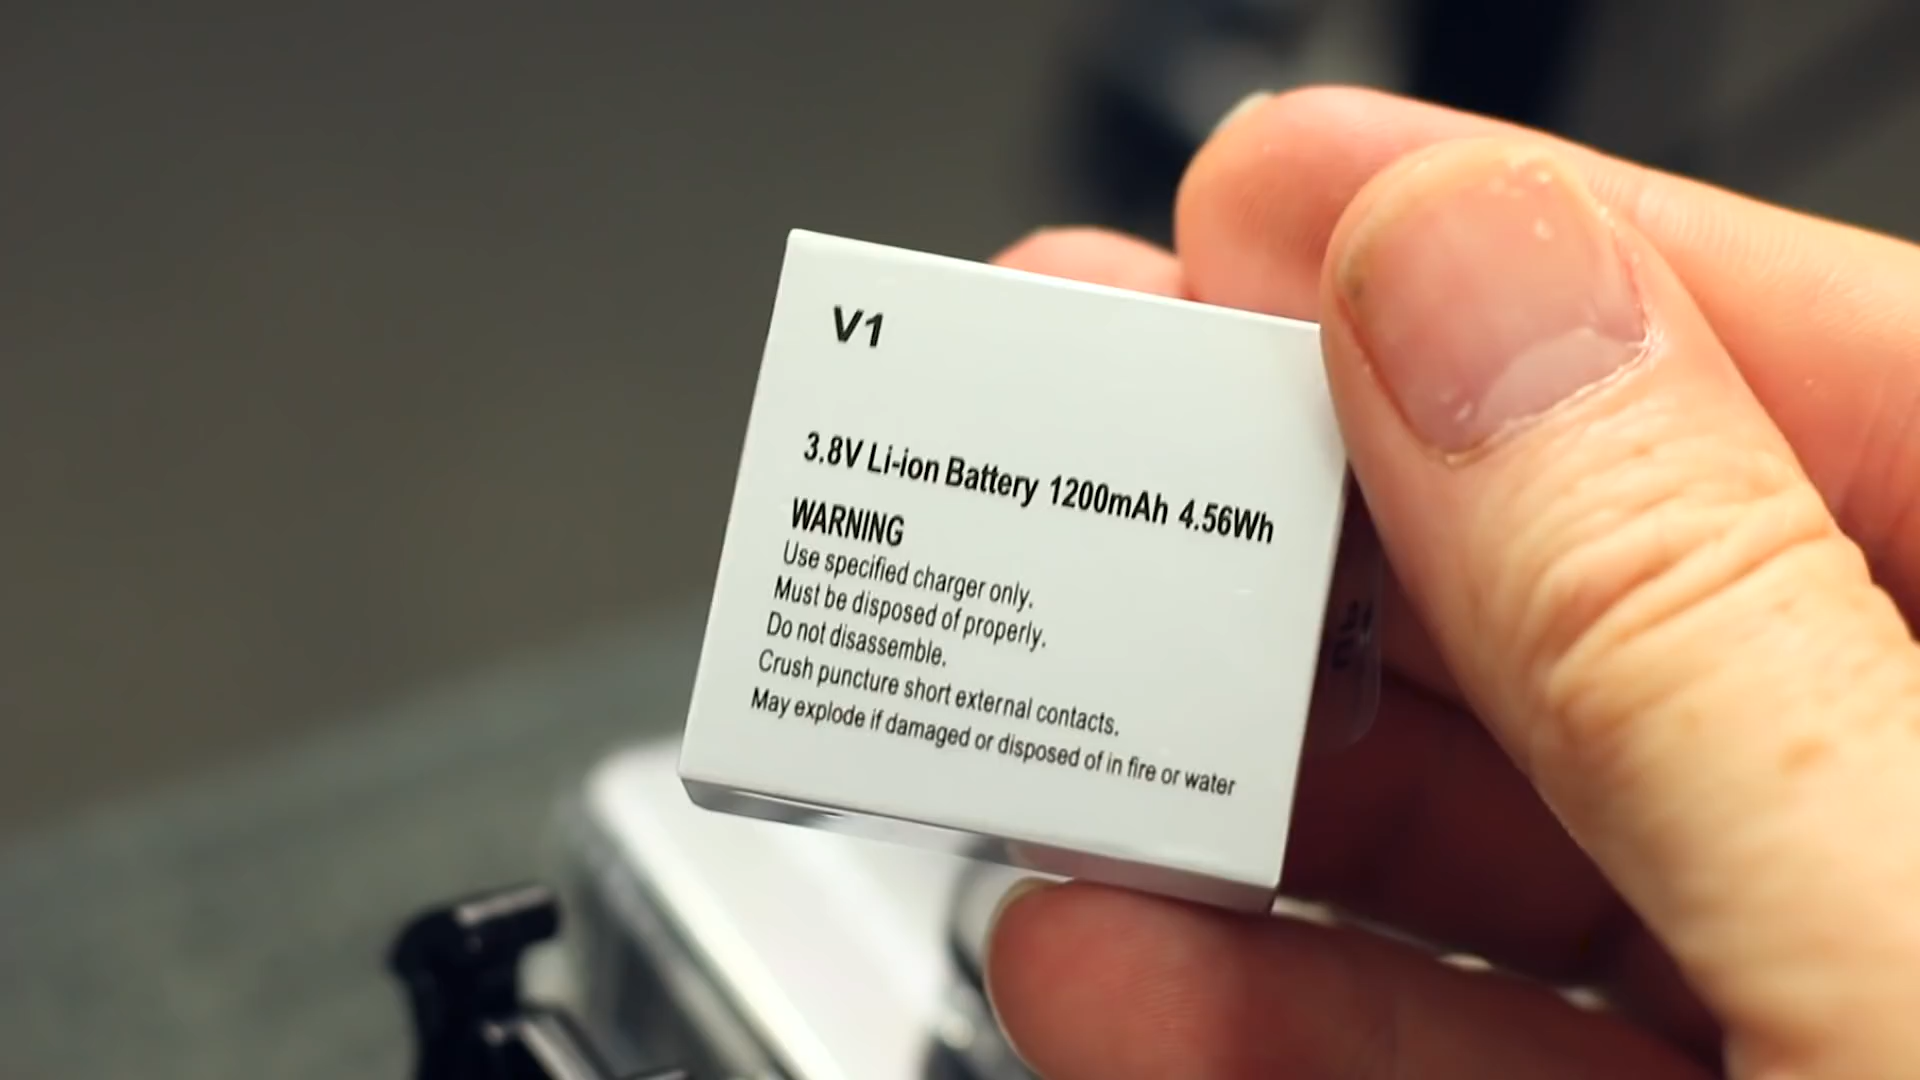 V1
3.8V Li-ion Battery 1200mAh 4.56Wh
WARNING
Use specified charger only.
Must be disposed of properly.
Do not disassemble.
Crush puncture short external contacts.
May explode if damaged or disposed of in fire or water